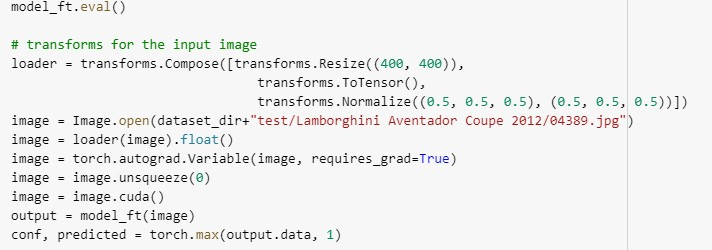 model_ft.eval()

# transforms for the input image
loader = transforms.Compose([transforms.Resize((400, 400)),
                             transforms.ToTensor(),
                             transforms.Normalize((0.5, 0.5, 0.5), (0.5, 0.5, 0.5))])
image = Image.open(dataset_dir+"test/Lamborghini Aventador Coupe 2012/04389.jpg")
image = loader(image).float()
image = torch.autograd.Variable(image, requires_grad=True)
image = image.unsqueeze(0)
image = image.cuda()
output = model_ft(image)
conf, predicted = torch.max(output.data, 1)